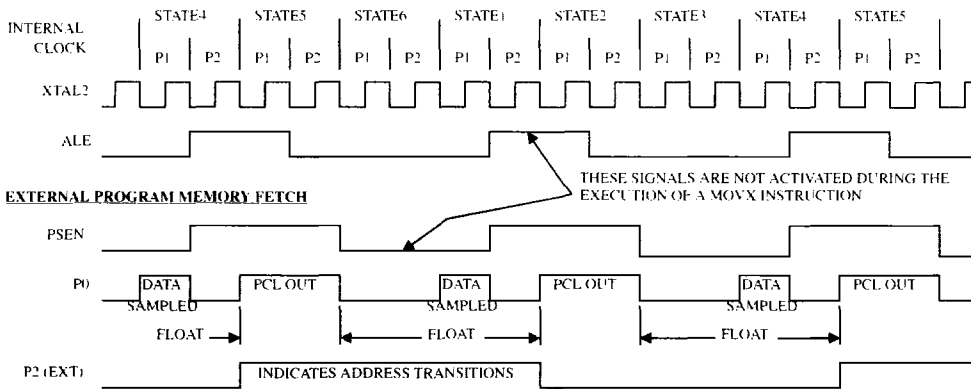 INTERNAL CLOCK
STATE4 STATE5 STATE6 STATE1 STATE2 STATE3 STATE4 STATE5
P1 P2 P1 P2 P1 P2 P1 P2 P1 P2 P1 P2 P1 P2 P1 P2
XTAL2
ALE
THESE SIGNALS ARE NOT ACTIVATED DURING THE
EXECUTION OF A MOVX INSTRUCTION
EXTERNAL PROGRAM MEMORY FETCH
PSEN
P0
DATA SAMPLED PCL OUT DATA SAMPLED PCL OUT DATA SAMPLED PCL OUT
FLOAT FLOAT FLOAT
P2 (EXT)
INDICATES ADDRESS TRANSITIONS